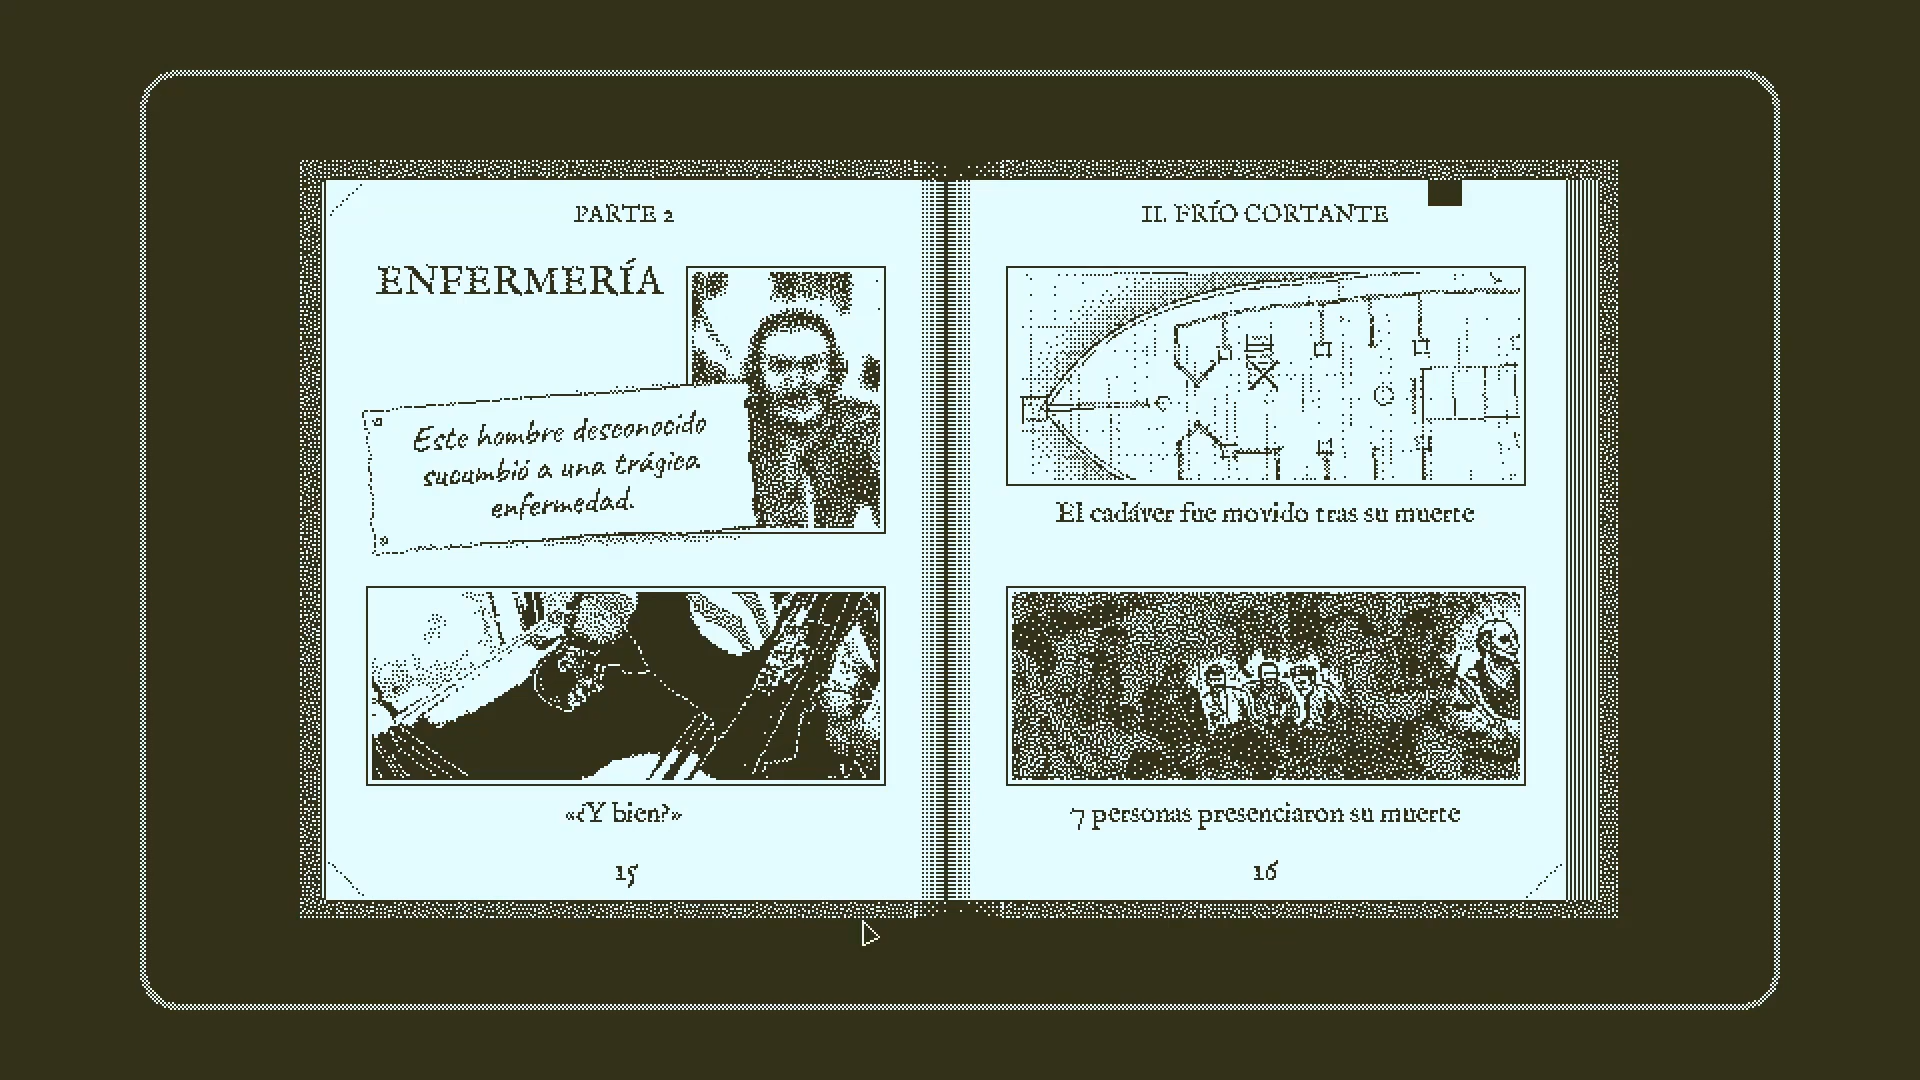 PARTE 2
ENFERMERÍA
Este hombre desconocido
sucumbió a una trágica
enfermedad.
«¿Y bien?»
15
II. FRÍO CORTANTE
El cadáver fue movido tras su muerte
7 personas presenciaron su muerte
16